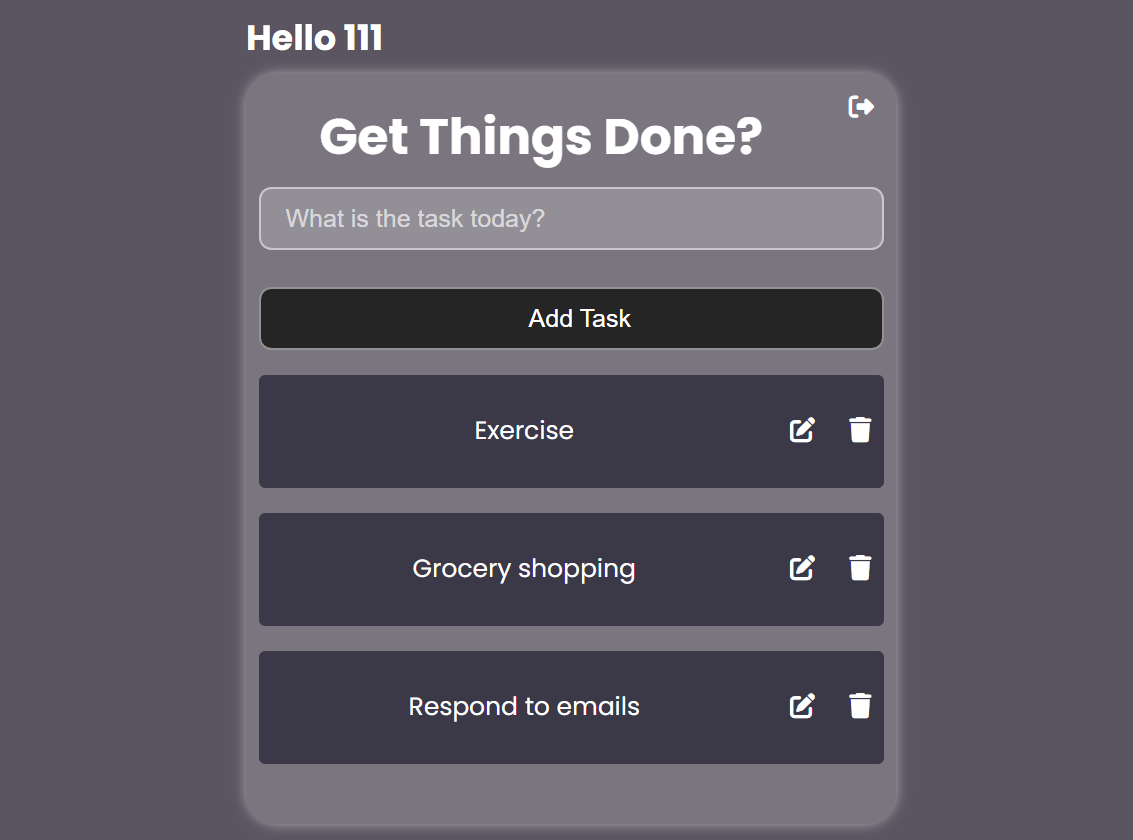 Hello 111
Get Things Done?
What is the task today?
Add Task
Exercise
Grocery shopping
Respond to emails